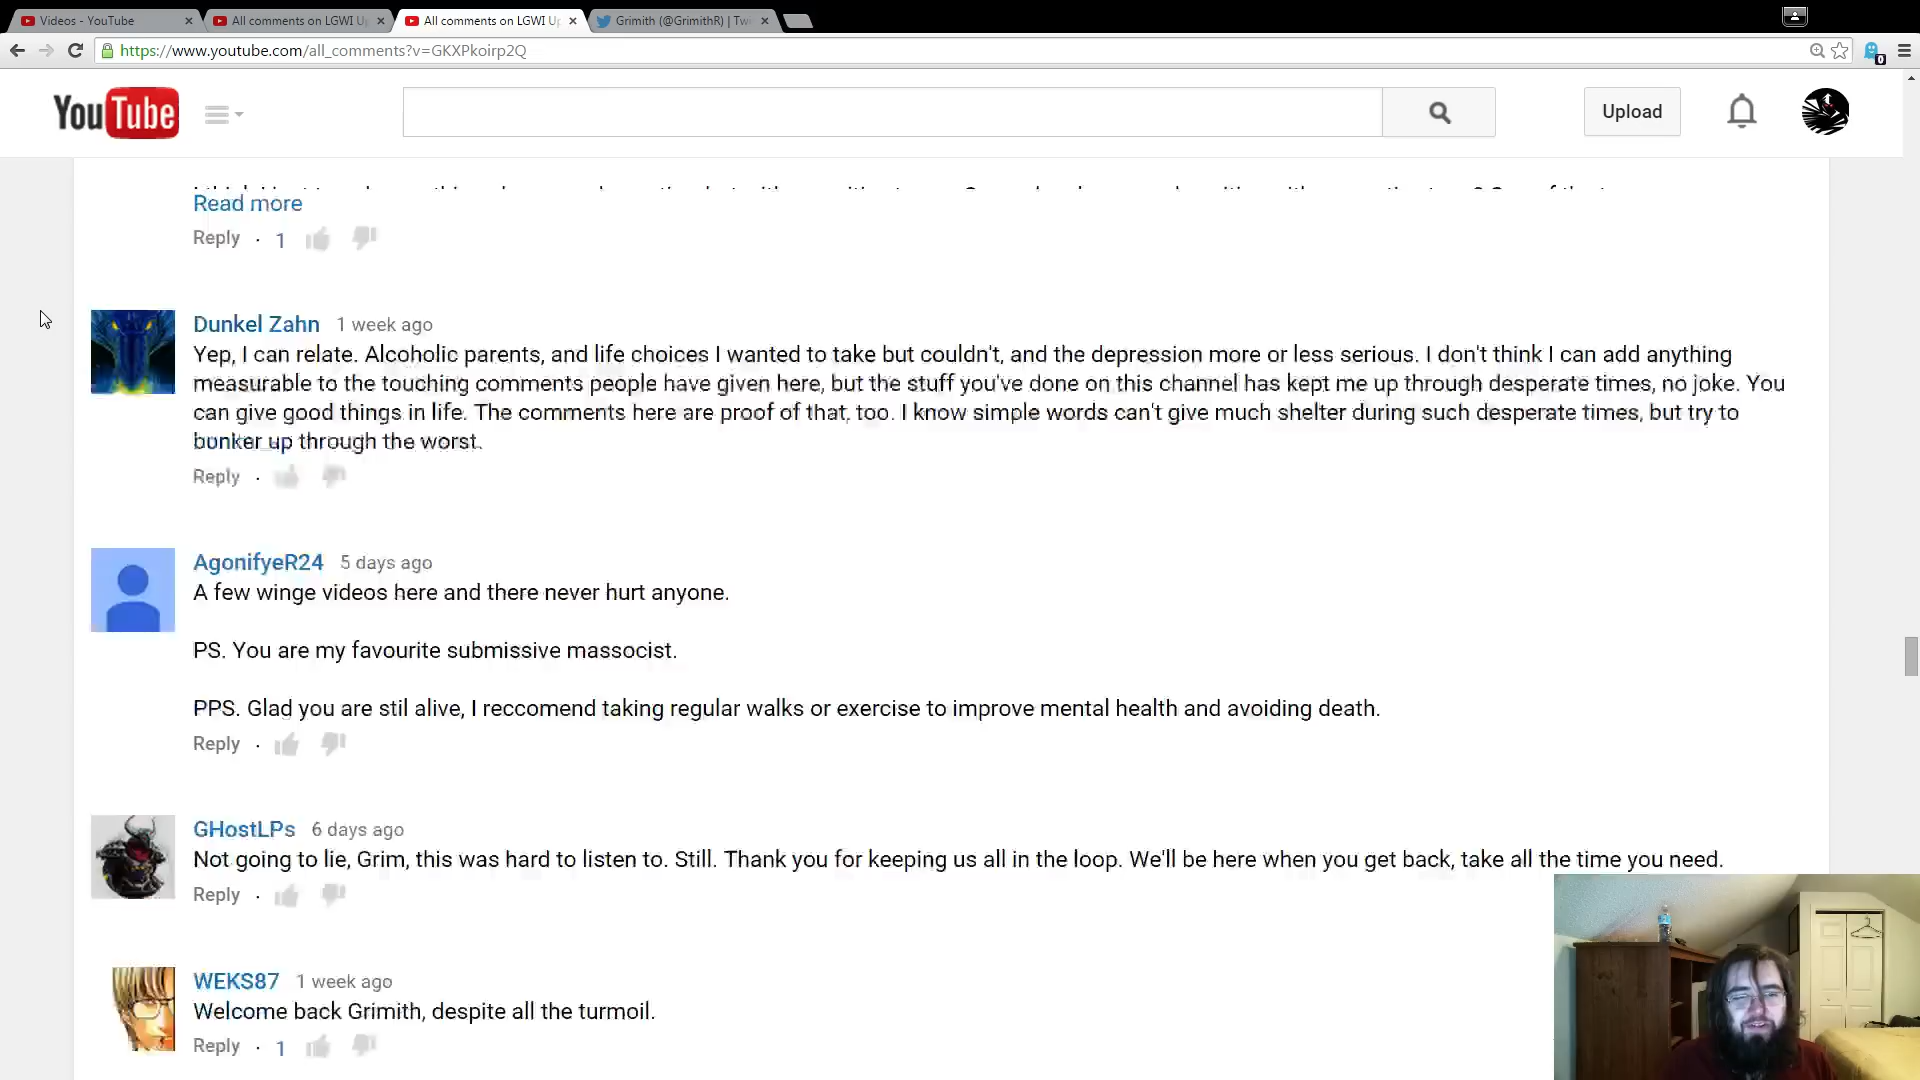 Videos - YouTube
All comments on LGWI Up
All comments on LGWI Up
Grimith (@GrimithR) | Tw
https://www.youtube.com/all_comments?v=GKXPkoirp2Q
0
YouTube
Upload
Read more
Reply · 1
Dunkel Zahn 1 week ago
Yep, I can relate. Alcoholic parents, and life choices I wanted to take but couldn't, and the depression more or less serious. I don't think I can add anything
measurable to the touching comments people have given here, but the stuff you've done on this channel has kept me up through desperate times, no joke. You
can give good things in life. The comments here are proof of that, too. I know simple words can't give much shelter during such desperate times, but try to
bonker up through the worst.
Reply ·
AgonifyeR24 5 days ago
A few winge videos here and there never hurt anyone.
PS. You are my favourite submissive massocist.
PPS. Glad you are stil alive, I reccomend taking regular walks or exercise to improve mental health and avoiding death.
Reply ·
GHostLPs 6 days ago
Not going to lie, Grim, this was hard to listen to. Still. Thank you for keeping us all in the loop. We'll be here when you get back, take all the time you need.
Reply ·
WEKS87 1 week ago
Welcome back Grimith, despite all the turmoil.
Reply · 1